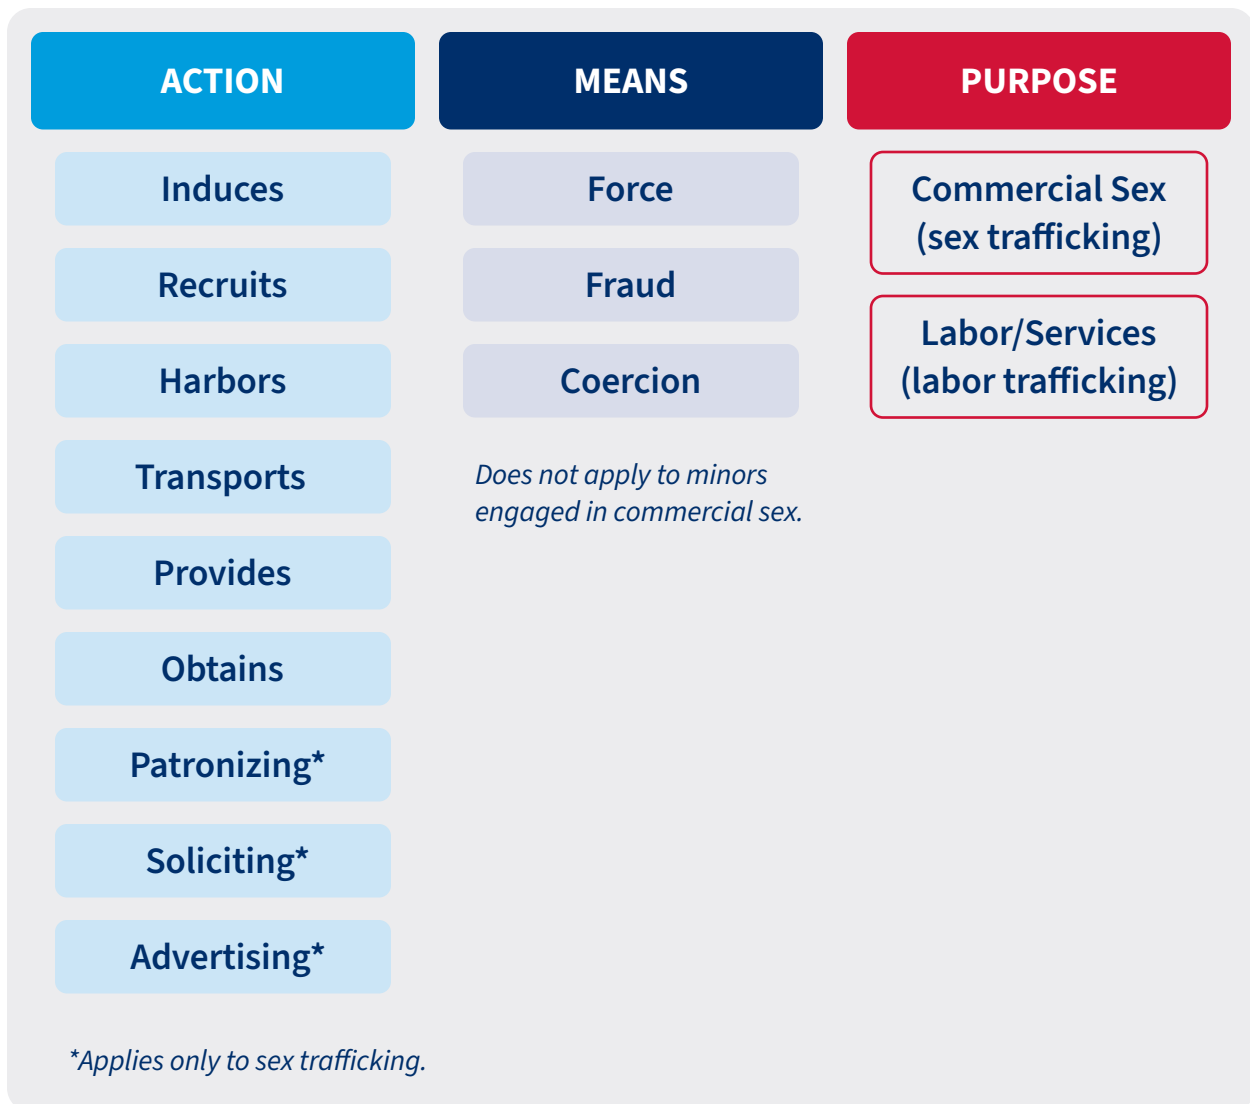 ACTION
Induces
Recruits
Harbors
Transports
Provides
Obtains
Patronizing*
Soliciting*
Advertising*
*Applies only to sex trafficking.
MEANS
Force
Fraud
Coercion
Does not apply to minors
engaged in commercial sex.
PURPOSE
Commercial Sex
(sex trafficking)
Labor/Services
(labor trafficking)